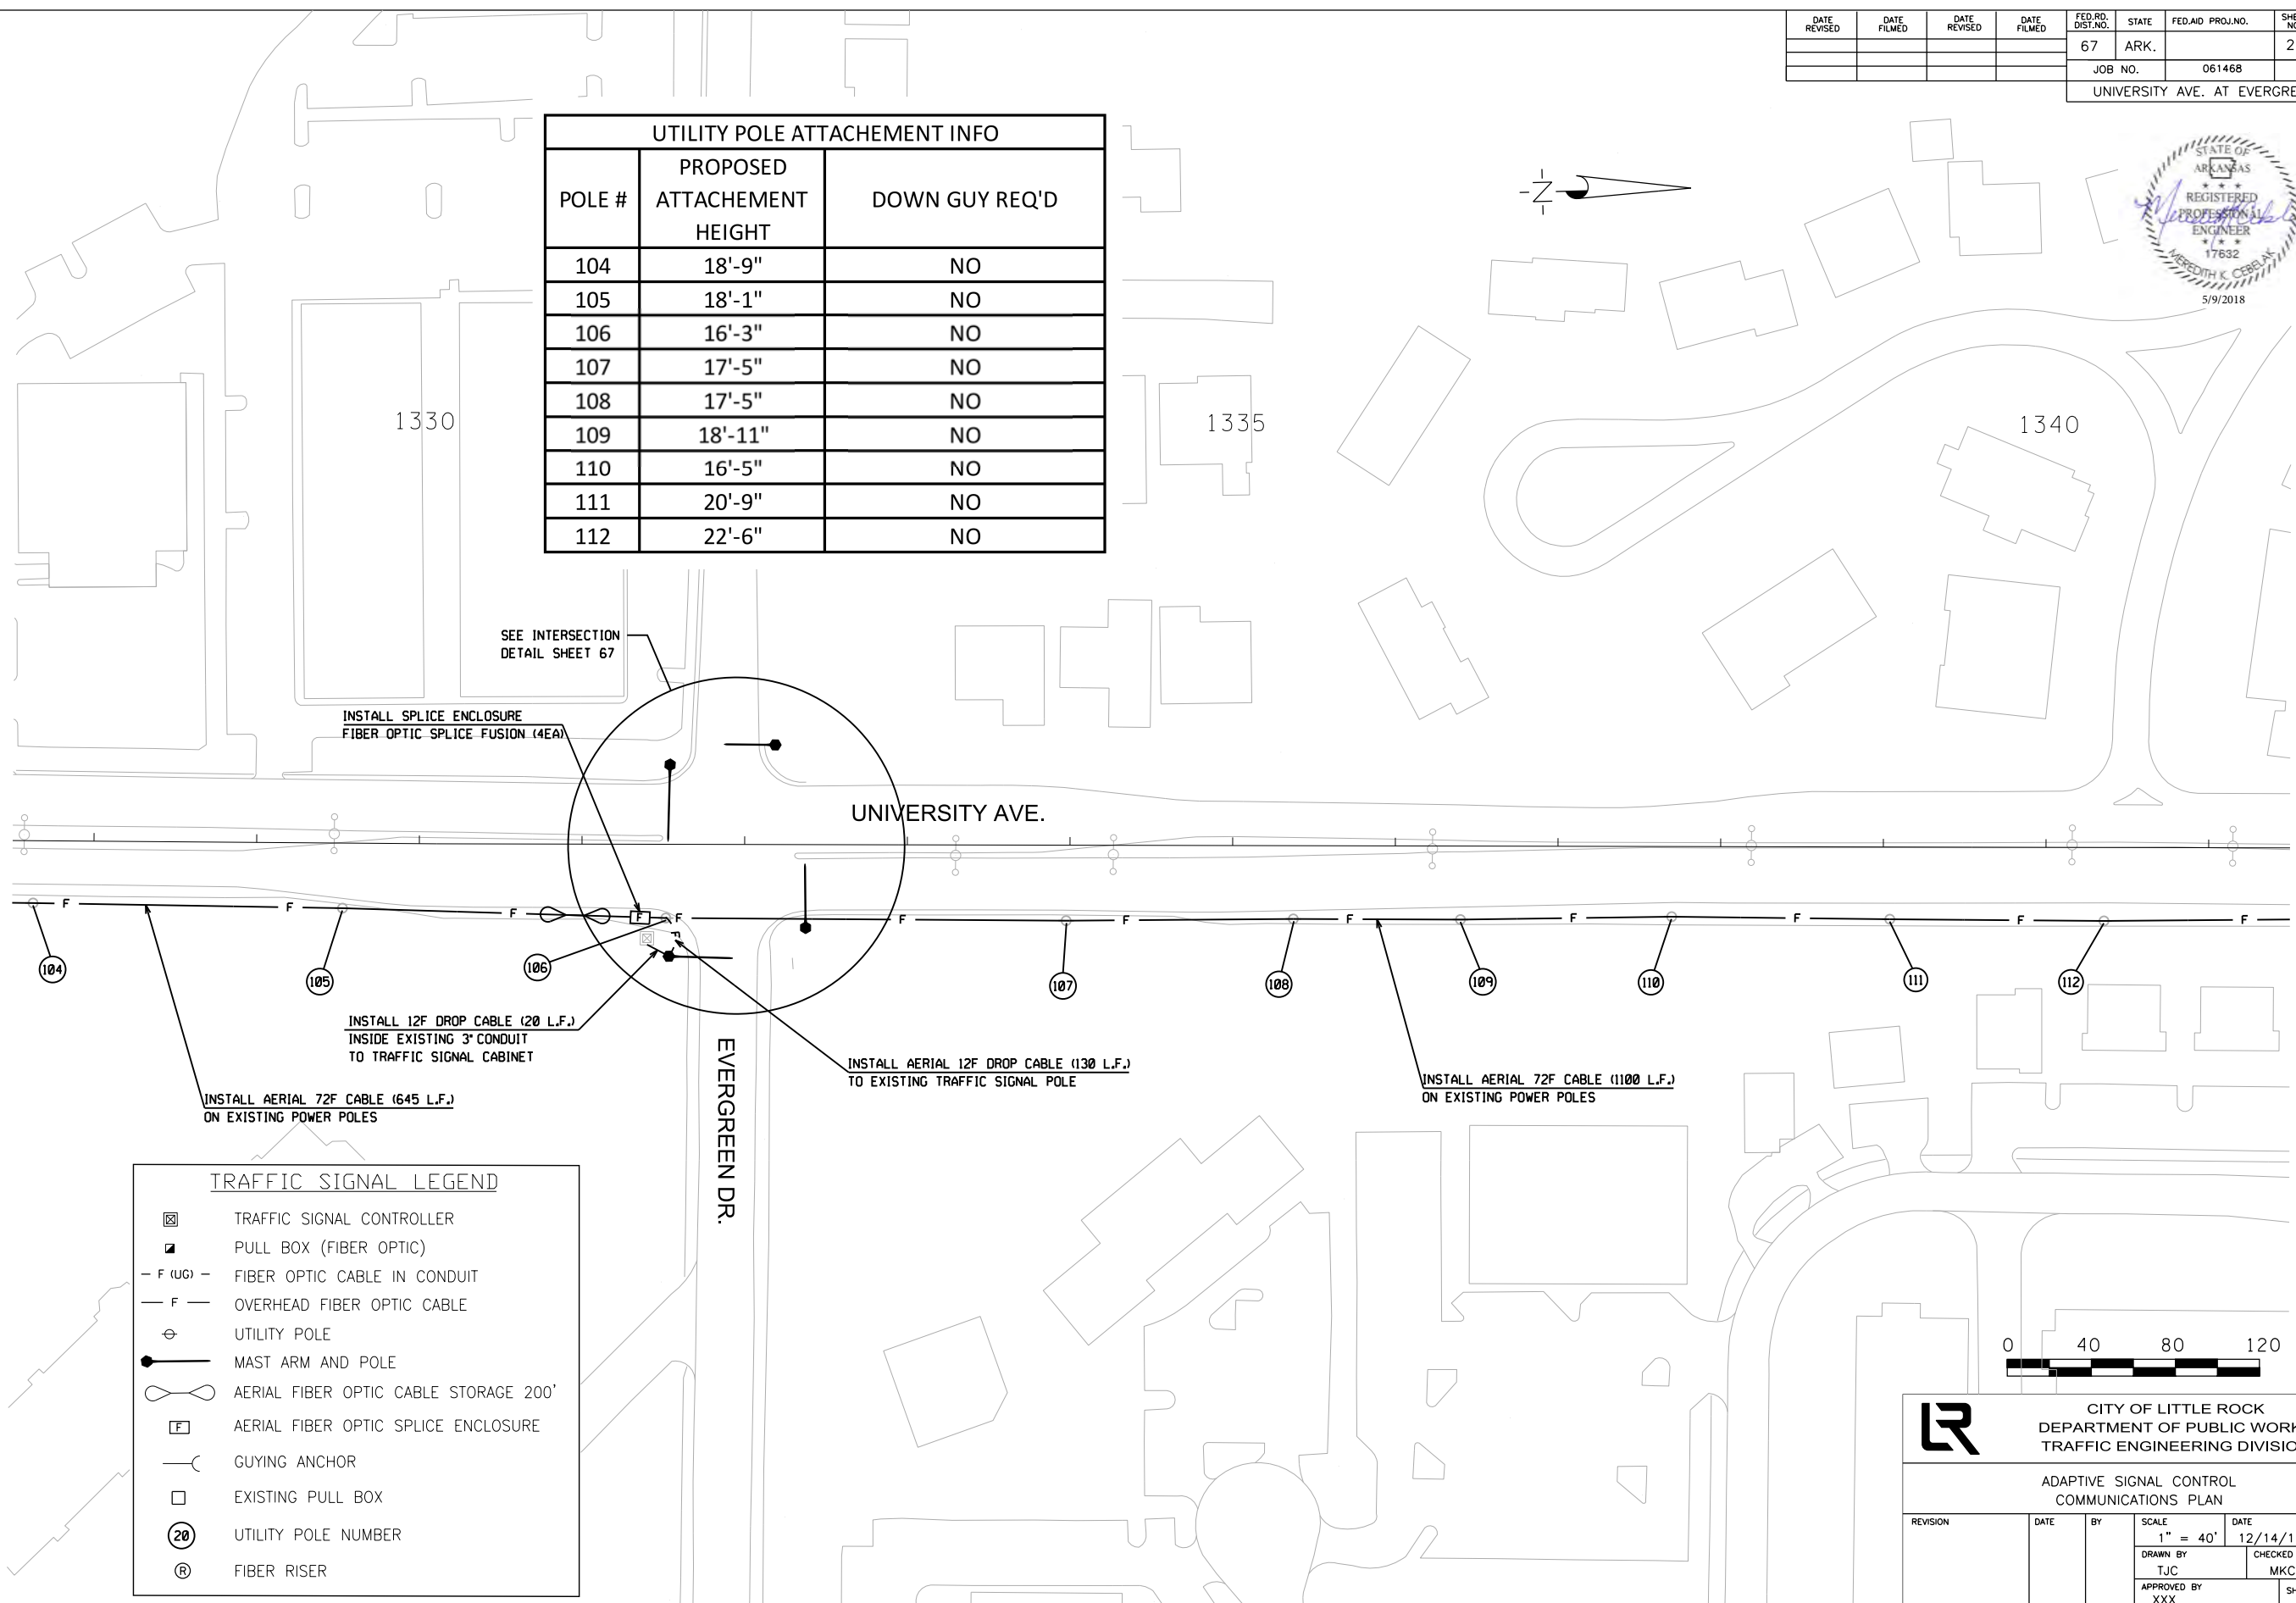 DATE REVISED
DATE FILMED
DATE REVISED
DATE FILMED
FED.RD. DIST.NO.
STATE
FED.AID PROJ.NO.
67
ARK.
JOB NO.
061468
UNIVERSITY AVE. AT
STATE OF
ARKANSAS
REGISTERED
PROFESSIONAL
ENGINEER
17632
MEREDITH K. CEBELAK
5/9/2018
UTILITY POLE ATTACHEMENT INFO
POLE #
PROPOSED
ATTACHEMENT
HEIGHT
DOWN GUY REQ'D
104 18'-9" NO
105 18'-1" NO
106 16'-3" NO
107 17'-5" NO
108 17'-5" NO
109 18'-11" NO
110 16'-5" NO
111 20'-9" NO
112 22'-6" NO
Z
1330
1335
1340
SEE INTERSECTION
DETAIL SHEET 67
INSTALL SPLICE ENCLOSURE
FIBER OPTIC SPLICE FUSION (4EA)
UNIVERSITY AVE.
F F F F F F F F F F F F
104
105
106
107
108
109
110
111
112
INSTALL 12F DROP CABLE (20 L.F.)
INSIDE EXISTING 3" CONDUIT
TO TRAFFIC SIGNAL CABINET
INSTALL AERIAL 12F DROP CABLE (130 L.F.)
TO EXISTING TRAFFIC SIGNAL POLE
INSTALL AERIAL 72F CABLE (1100 L.F.)
ON EXISTING POWER POLES
INSTALL AERIAL 72F CABLE (645 L.F.)
ON EXISTING POWER POLES
EVERGREEN DR.
TRAFFIC SIGNAL LEGEND
TRAFFIC SIGNAL CONTROLLER
PULL BOX (FIBER OPTIC)
F (UG) FIBER OPTIC CABLE IN CONDUIT
F OVERHEAD FIBER OPTIC CABLE
UTILITY POLE
MAST ARM AND POLE
AERIAL FIBER OPTIC CABLE STORAGE 200'
F AERIAL FIBER OPTIC SPLICE ENCLOSURE
GUYING ANCHOR
EXISTING PULL BOX
20 UTILITY POLE NUMBER
R FIBER RISER
0 40 80 120
LR
CITY OF LITTLE ROCK
DEPARTMENT OF PUBLIC
TRAFFIC ENGINEERING
ADAPTIVE SIGNAL CONTROL
COMMUNICATIONS PLAN
REVISION
DATE
BY
SCALE
1" = 40'
DATE
12/14/1
DRAWN BY
TJC
CHECKED
MKC
APPROVED BY
XXX